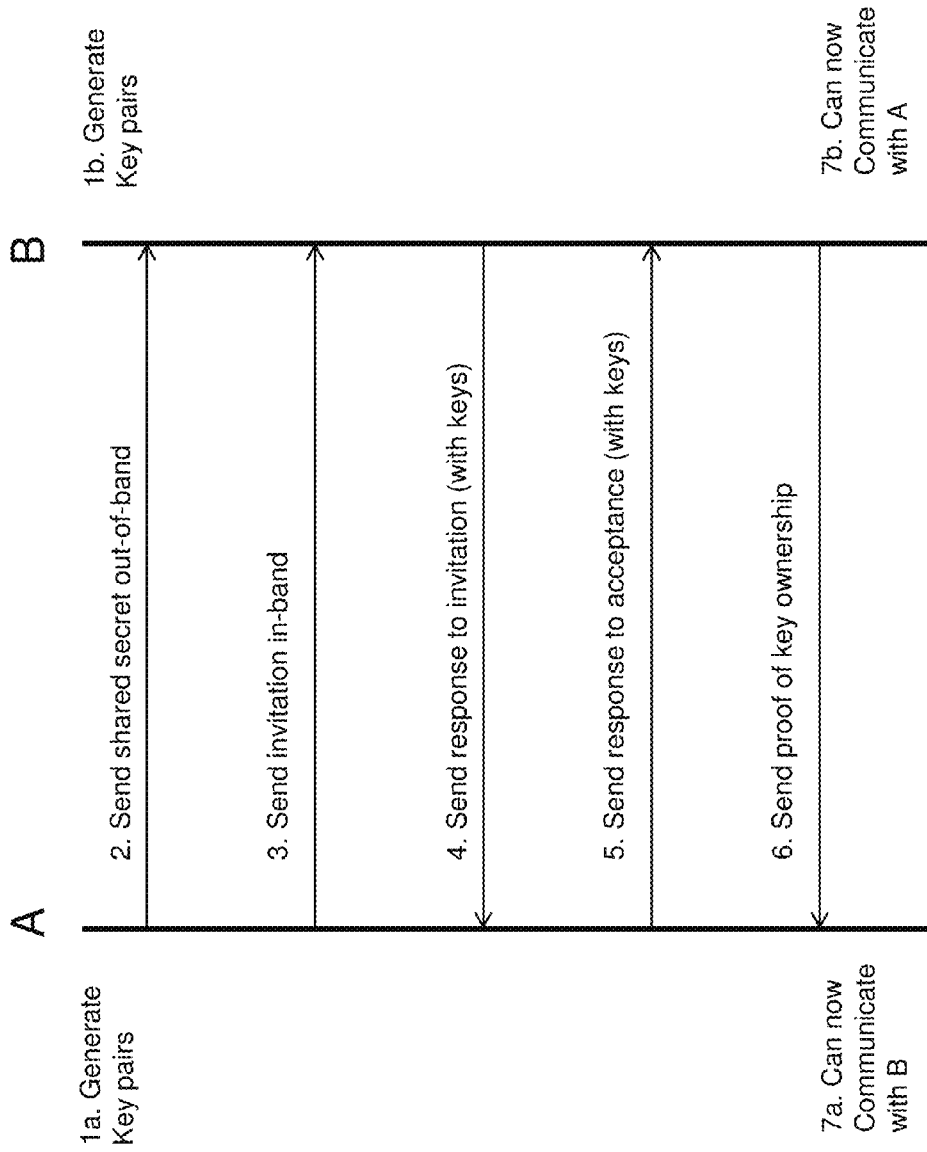 A
B
1a. Generate
Key pairs
1b. Generate
Key pairs
2. Send shared secret out-of-band
3. Send invitation in-band
4. Send response to invitation (with keys)
5. Send response to acceptance (with keys)
6. Send proof of key ownership
7a. Can now
Communicate
with B
7b. Can now
Communicate
with A